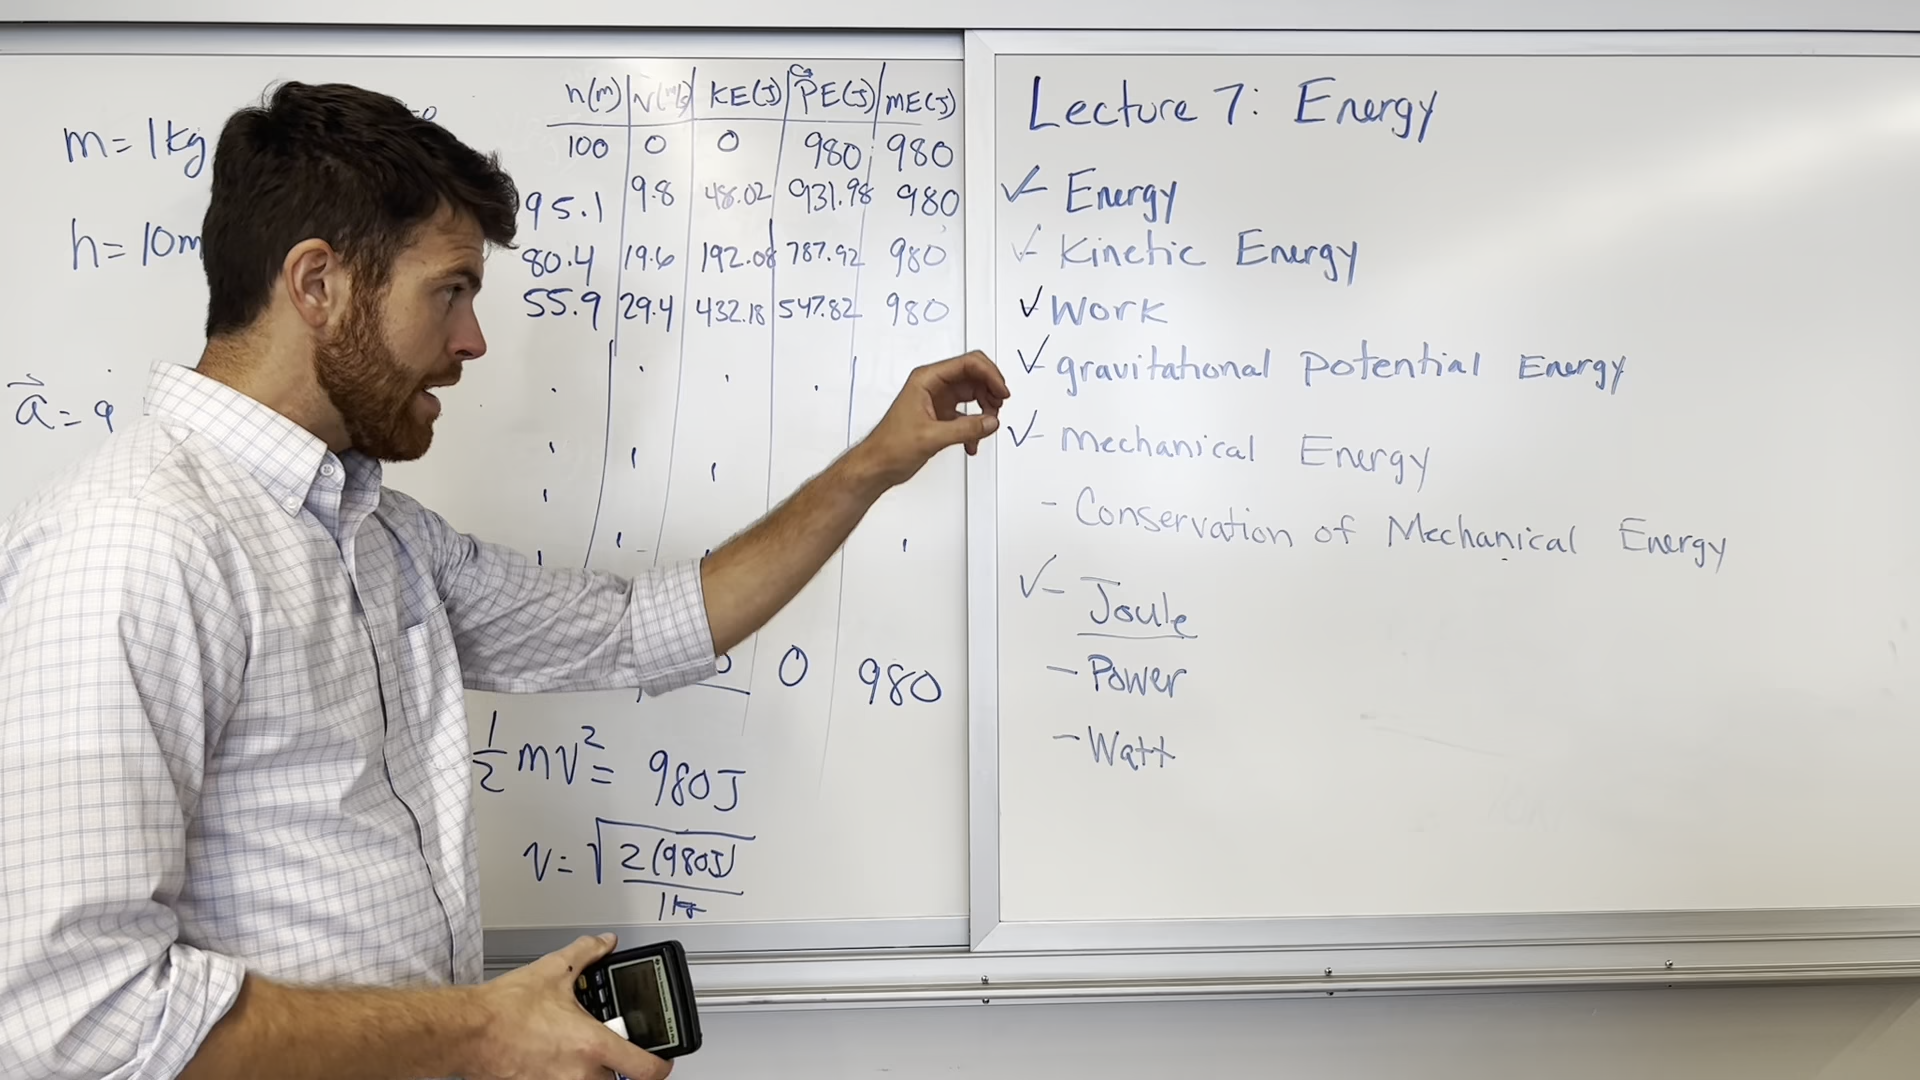 m= 1kg
h= 10m
a = 9
h(m) V(m/s) KE(J) PE(J) ME(J)
100 0 0 980 980
95.1 9.8 48.02 931.98 980
80.4 19.6 192.08 787.92 980
55.9 29.4 432.18 547.82 980
0 980
1/2 mv² = 980J
v = √2(980J)
1kg
Lecture 7: Energy
✓- Energy
✓- Kinetic Energy
✓ Work
✓- gravitational Potential Energy
✓- Mechanical Energy
- Conservation of Mechanical Energy
✓- Joule
- Power
- Watt